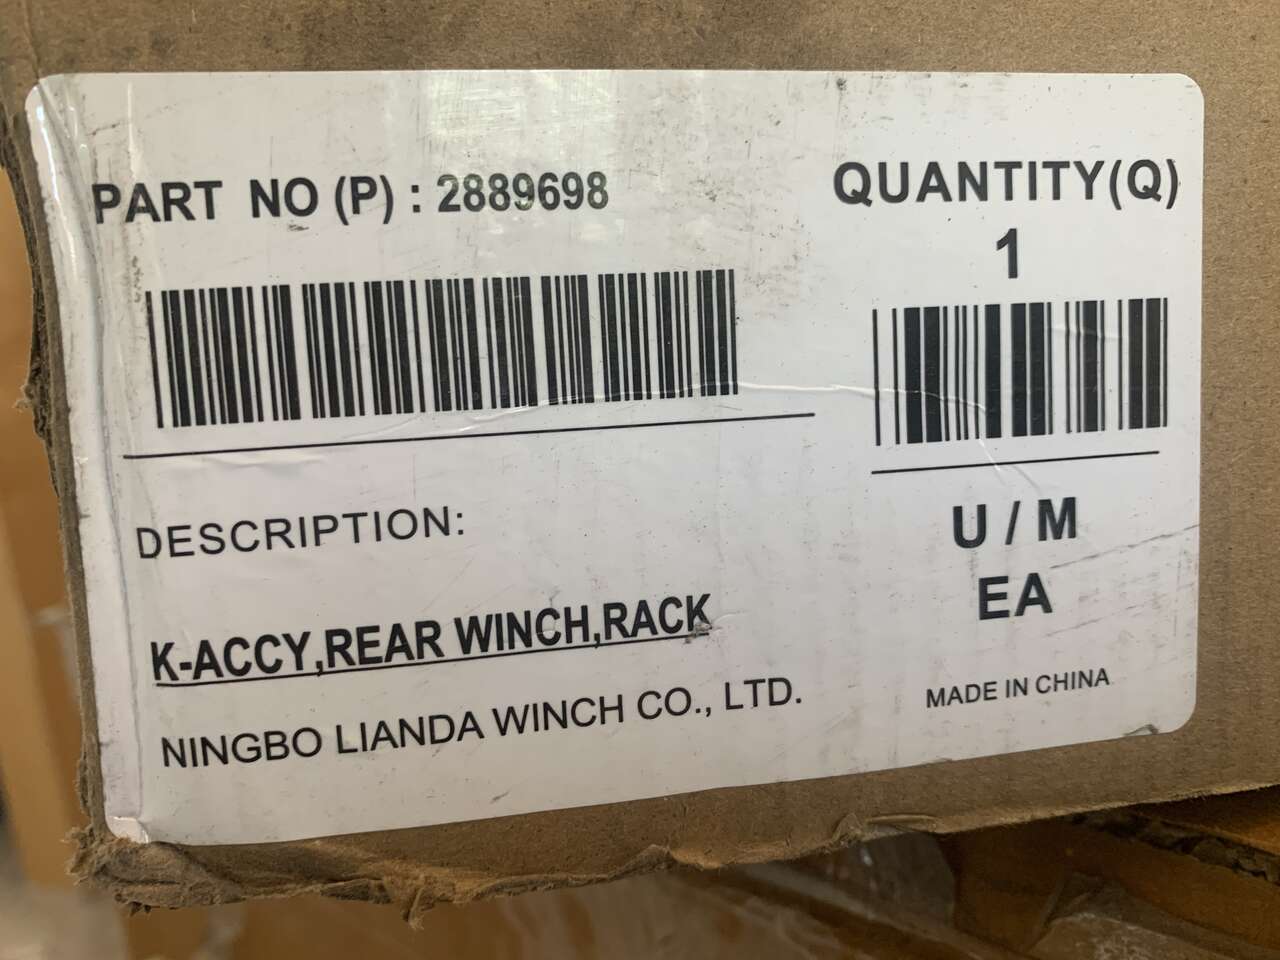 PART NO (P) : 2889698
QUANTITY(Q)
1
DESCRIPTION:
K-ACCY,REAR WINCH,RACK
NINGBO LIANDA WINCH CO., LTD.
U / M
EA
MADE IN CHINA